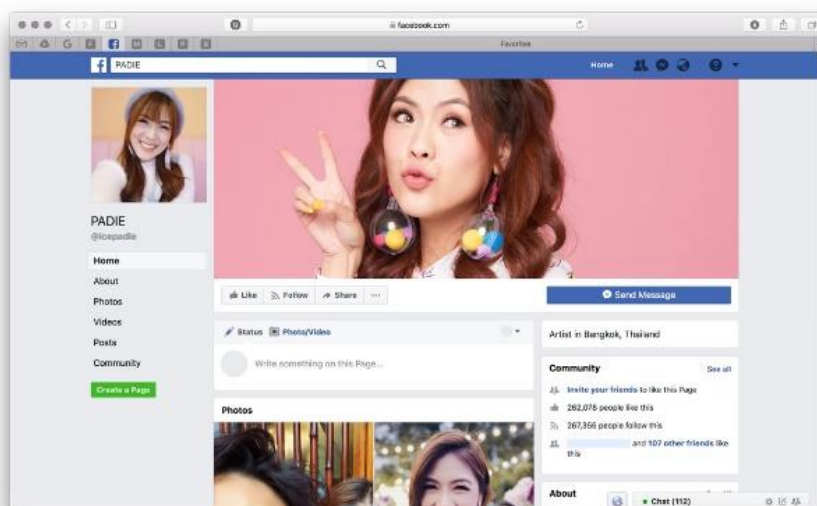 facebook.com
Favorites
PADIE
Home
PADIE
@icepadie
Home
About
Photos
Videos
Posts
Community
Create a Page
Like Follow Share
Send Message
Status Photo/Video
Write something on this Page...
Photos
Artist in Bangkok, Thailand
Community See all
Invite your friends to like this Page
262,078 people like this
267,356 people follow this
and 107 other friends like
this
About
Chat (112)